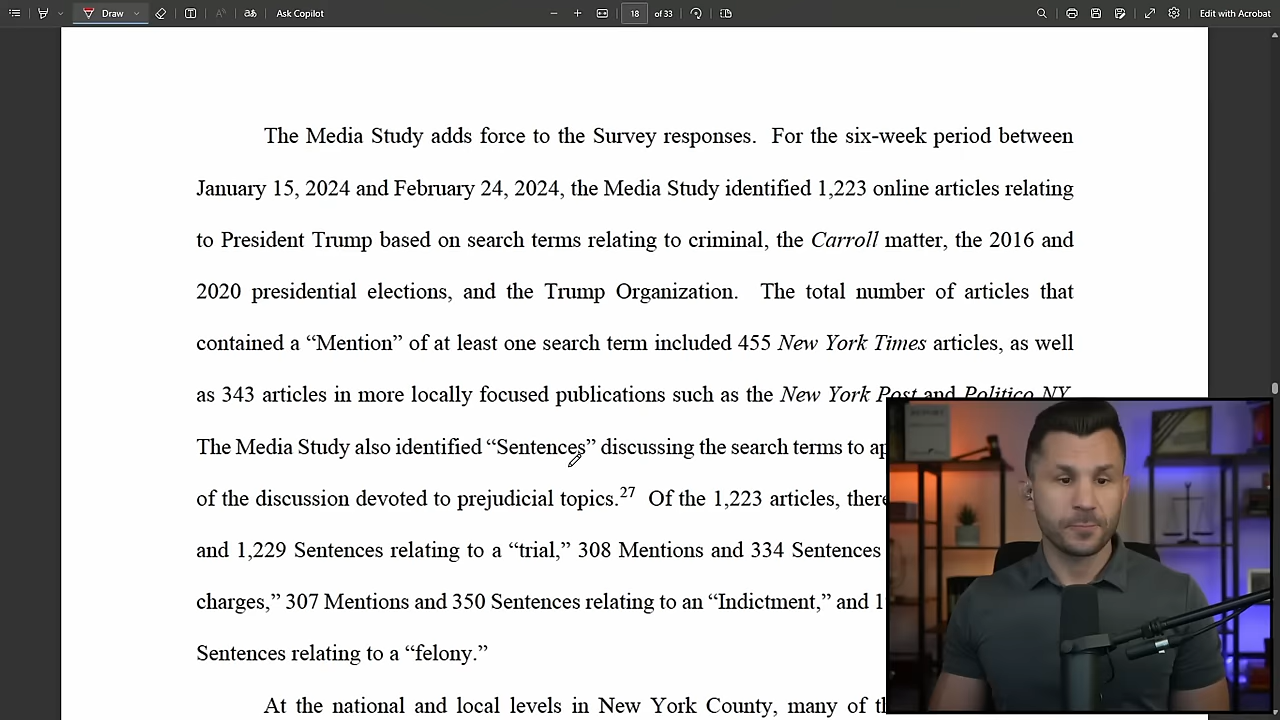 Draw
Ask Copilot
18 of 33
Edit with Acrobat
The Media Study adds force to the Survey responses. For the six-week period between
January 15, 2024 and February 24, 2024, the Media Study identified 1,223 online articles relating
to President Trump based on search terms relating to criminal, the Carroll matter, the 2016 and
2020 presidential elections, and the Trump Organization. The total number of articles that
contained a “Mention” of at least one search term included 455 New York Times articles, as well
as 343 articles in more locally focused publications such as the New York Post and Politico NY.
The Media Study also identified “Sentences” discussing the search terms to
of the discussion devoted to prejudicial topics.27 Of the 1,223 articles,
and 1,229 Sentences relating to a “trial,” 308 Mentions and 334 Sentences
charges,” 307 Mentions and 350 Sentences relating to an “Indictment,” and
Sentences relating to a “felony.”
At the national and local levels in New York County, many of